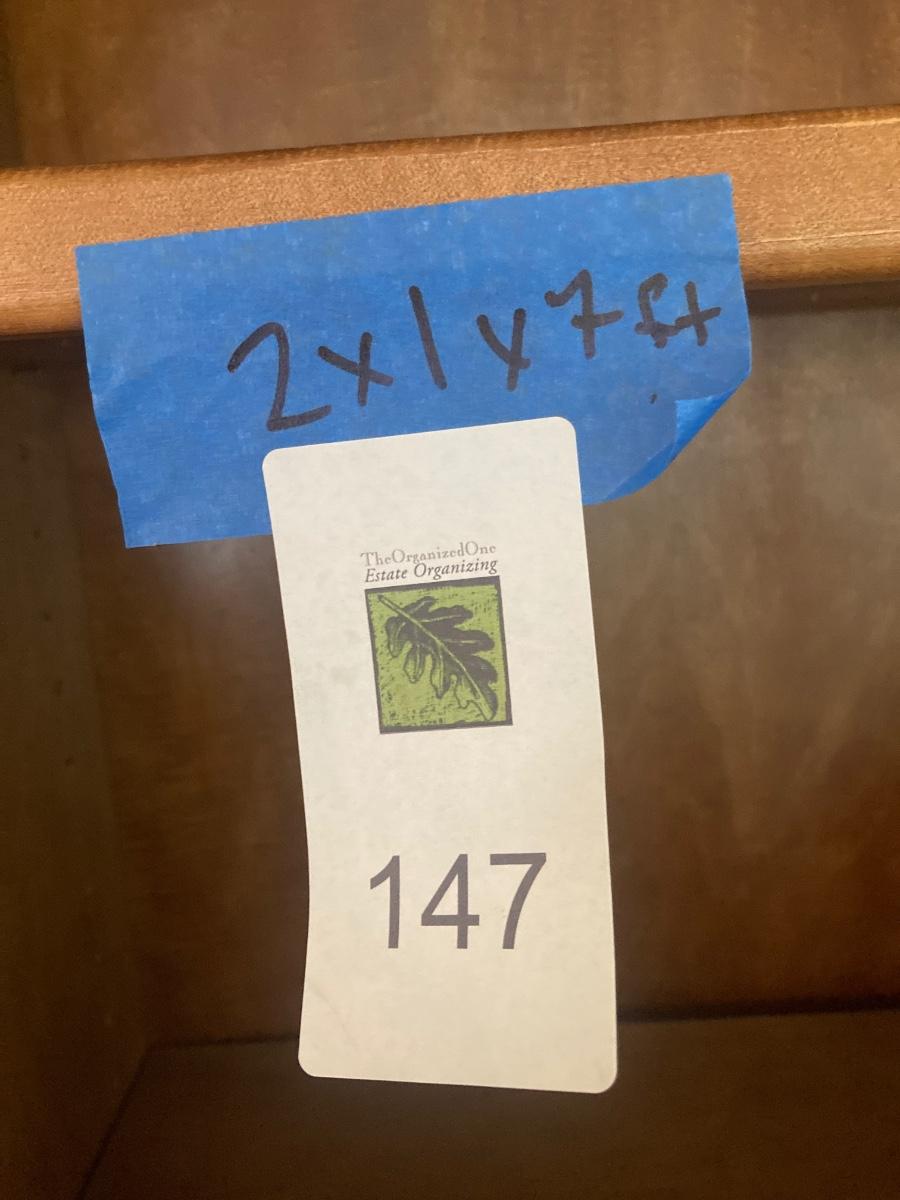 2x1x7ft
TheOrganizedOne
Estate Organizing
147